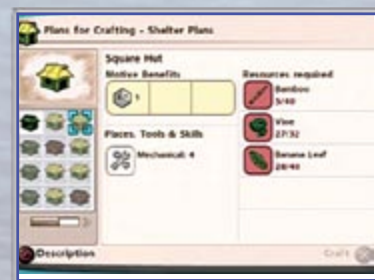 Plans for Crafting - Shelter Plans
Square Hut
Motive Benefits
1
Places, Tools & Skills
Mechanical: 4
Resources required
Bamboo
5/40
Vine
27/32
Banana Leaf
28/40
Description
Craft